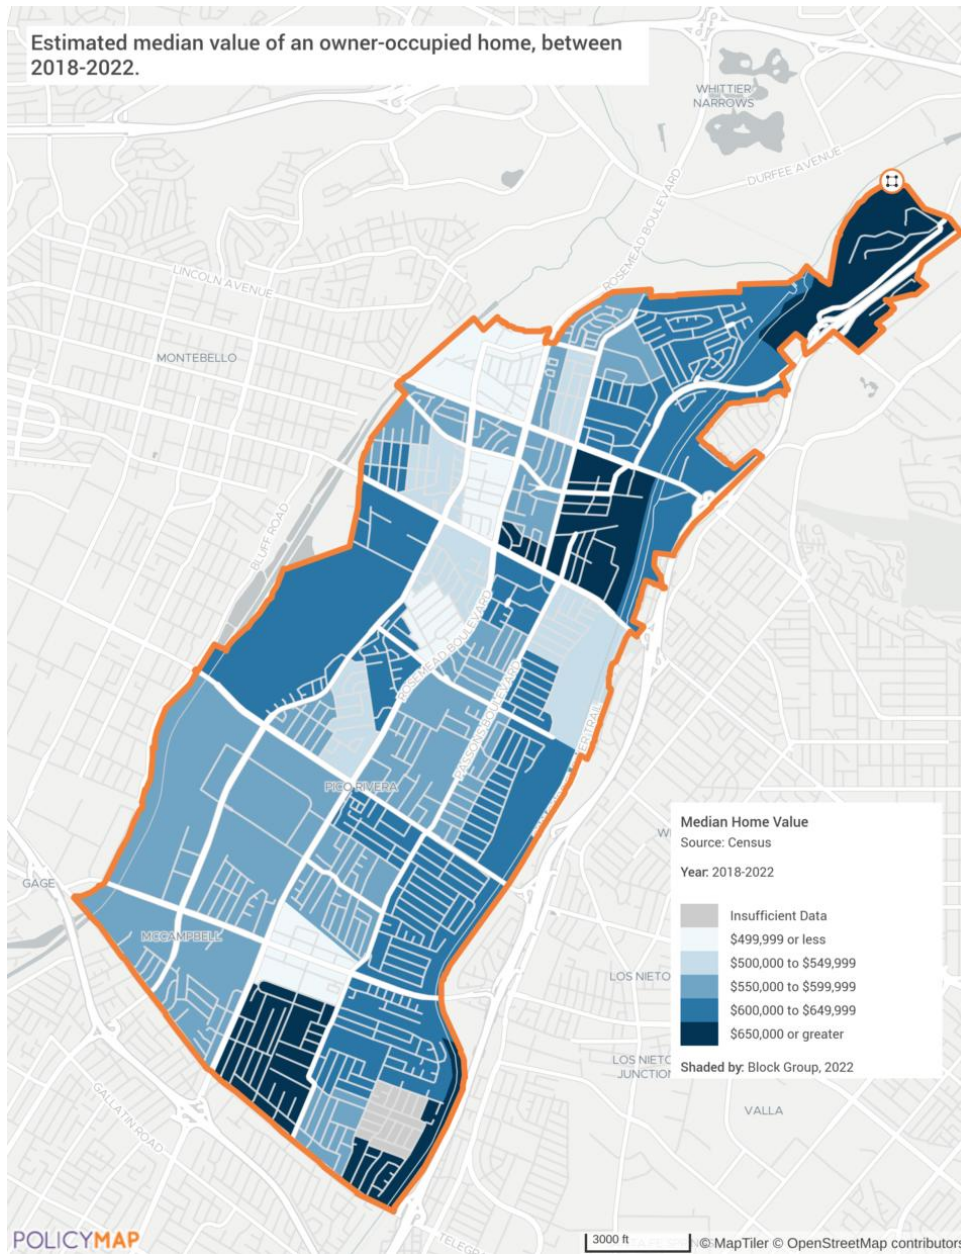 Estimated median value of an owner-occupied home, between
2018-2022.
WHITTIER
NARROWS
DURFEE AVENUE
ROSEMEAD BOULEVARD
LINCOLN AVENUE
MONTEBELLO
BLUFF ROAD
ROSEMEAD BOULEVARD
PASSONS BOULEVARD
ERTRAIL
PICO RIVERA
GAGE
MCCAMPBELL
LOS NIETO
LOS NIETO
JUNCTION
VALLA
GALLATIN ROAD
TELEGR
Median Home Value
Source: Census
Year: 2018-2022
Insufficient Data
$499,999 or less
$500,000 to $549,999
$550,000 to $599,999
$600,000 to $649,999
$650,000 or greater
Shaded by: Block Group, 2022
POLICYMAP
3000 ft
© MapTiler © OpenStreetMap contributors